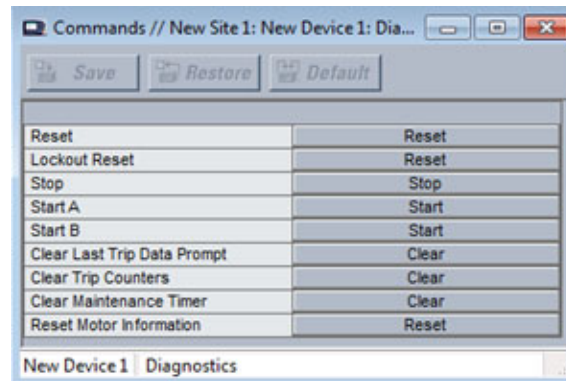 Commands // New Site 1: New Device 1: Dia...
Save Restore Default
Reset Reset
Lockout Reset Reset
Stop Stop
Start A Start
Start B Start
Clear Last Trip Data Prompt Clear
Clear Trip Counters Clear
Clear Maintenance Timer Clear
Reset Motor Information Reset
New Device 1 Diagnostics